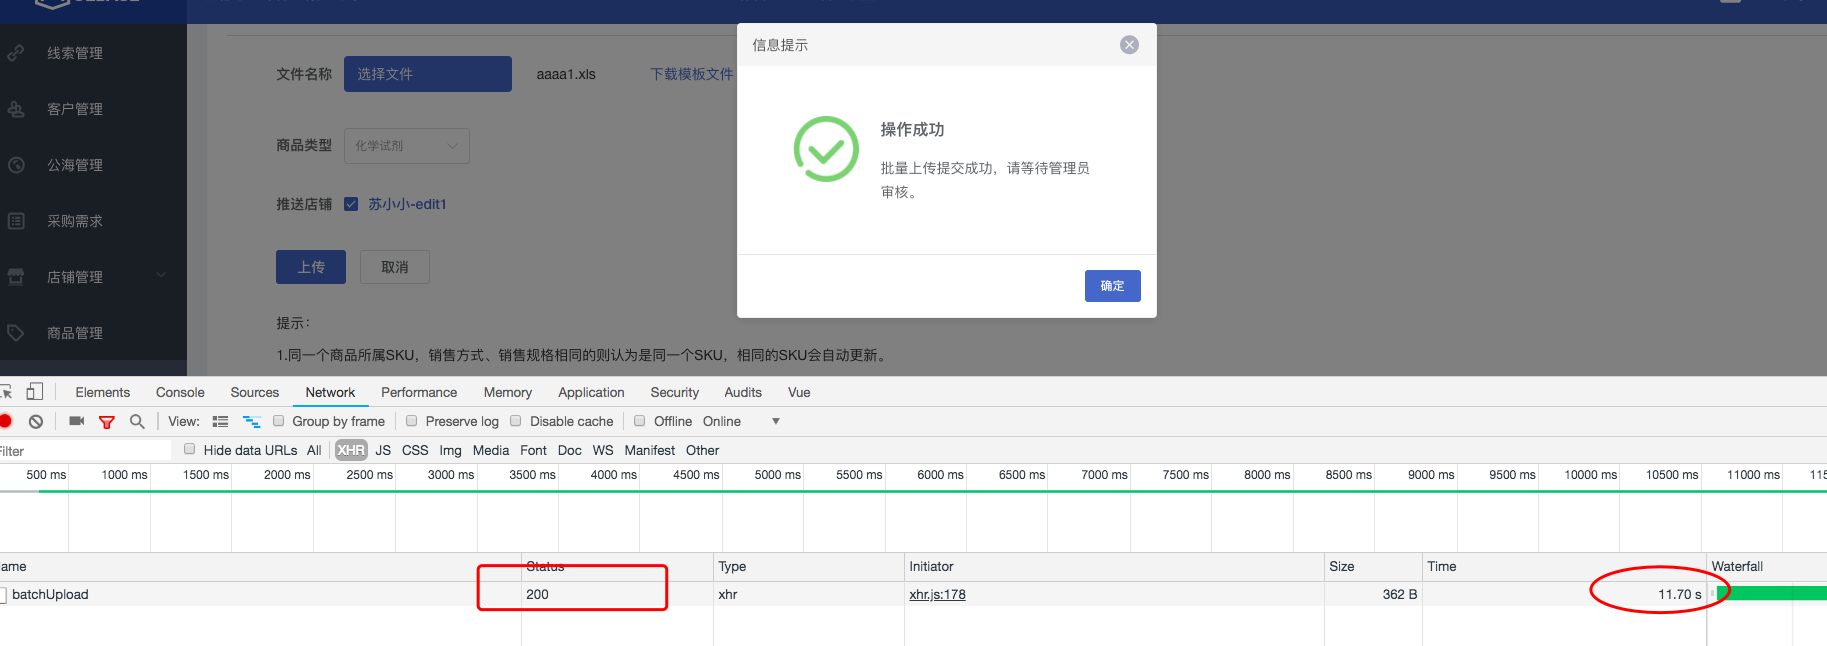 线索管理
客户管理
公海管理
采购需求
店铺管理
商品管理
文件名称 选择文件 aaaa1.xls 下载模板文件
商品类型 化学试剂
推送店铺 苏小小-edit1
上传 取消
提示：
1.同一个商品所属SKU，销售方式、销售规格相同的则认为是同一个SKU，相同的SKU会自动更新。
信息提示
操作成功
批量上传提交成功，请等待管理员
审核。
确定
Elements Console Sources Network Performance Memory Application Security Audits Vue
View: Group by frame Preserve log Disable cache Offline Online
ilter Hide data URLs All XHR JS CSS Img Media Font Doc WS Manifest Other
500 ms 1000 ms 1500 ms 2000 ms 2500 ms 3000 ms 3500 ms 4000 ms 4500 ms 5000 ms 5500 ms 6000 ms 6500 ms 7000 ms 7500 ms 8000 ms 8500 ms 9000 ms 9500 ms 10000 ms 10500 ms 11000 ms 115
ame Status Type Initiator Size Time Waterfall
batchUpload 200 xhr xhr.js:178 362 B 11.70 s